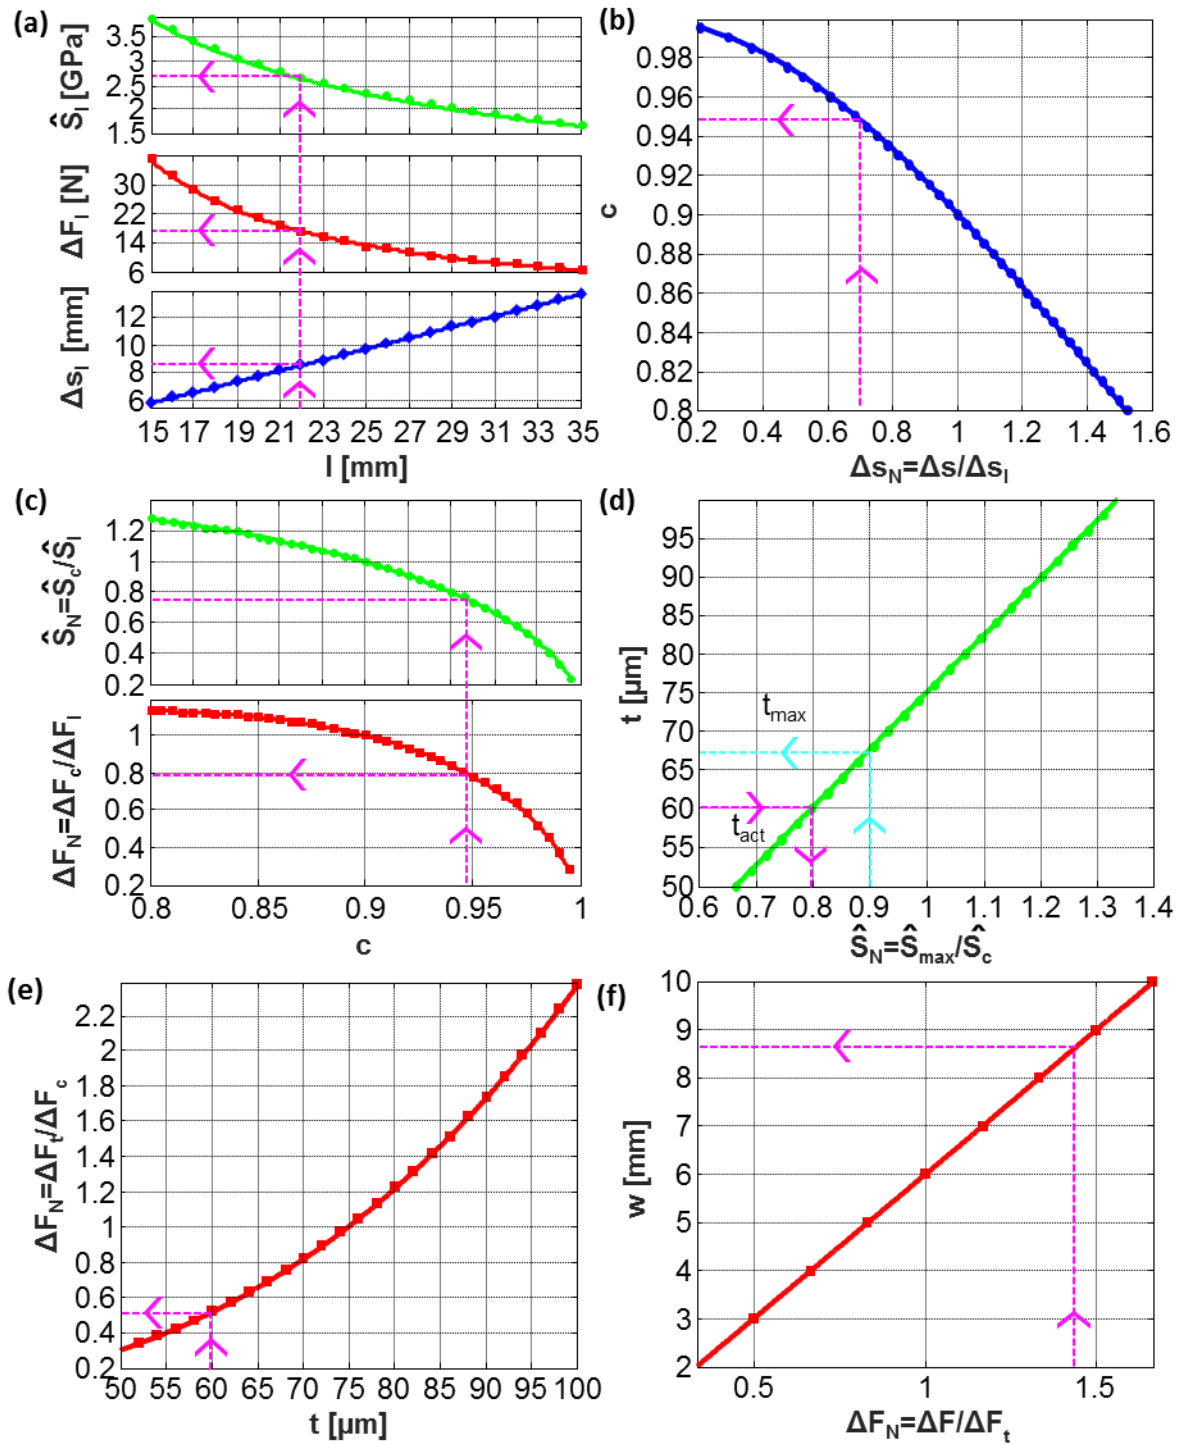 (a)
Ŝl [GPa]
3.5
3
2.5
2
1.5
ΔFl [N]
30
22
14
6
Δsl [mm]
12
10
8
6
15 17 19 21 23 25 27 29 31 33 35
l [mm]
(b)
c
0.98
0.96
0.94
0.92
0.9
0.88
0.86
0.84
0.82
0.8
0.2 0.4 0.6 0.8 1 1.2 1.4 1.6
ΔsN=Δs/Δsl
(c)
ŜN=Ŝc/Ŝl
1.2
1
0.8
0.6
0.4
0.2
ΔFN=ΔFc/ΔFl
1
0.8
0.6
0.4
0.2
0.8 0.85 0.9 0.95 1
c
(d)
t [µm]
95
90
85
80
75
70
65
60
55
50
tmax
tact
0.6 0.7 0.8 0.9 1 1.1 1.2 1.3 1.4
ŜN=Ŝmax/Ŝc
(e)
ΔFN=ΔFt/ΔFc
2.2
2
1.8
1.6
1.4
1.2
1
0.8
0.6
0.4
0.2
50 55 60 65 70 75 80 85 90 95 100
t [µm]
(f)
w [mm]
10
9
8
7
6
5
4
3
2
0.5 1 1.5
ΔFN=ΔF/ΔFt